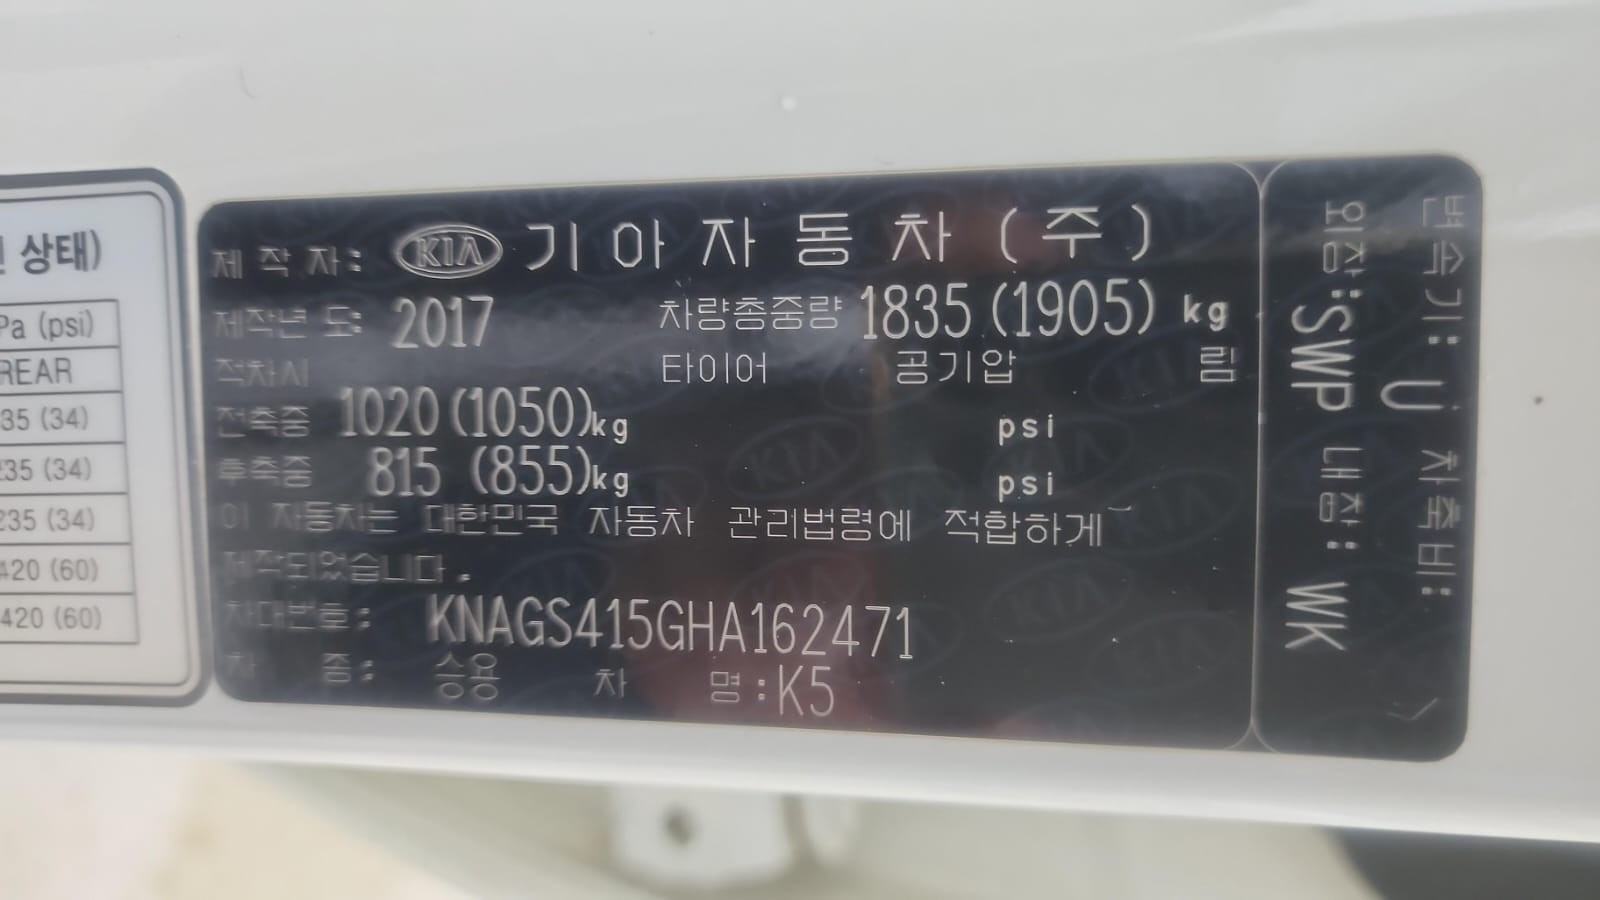 상태)
Pa (psi)
REAR
35 (34)
235 (34)
235 (34)
420 (60)
420 (60)
제 작 자: KIA 기아자동차(주)
제작년 도: 2017 차량총중량 1835 (1905) kg
적차시 타이어 공기압 림
전축중 1020 (1050)kg psi
후축중 815 (855)kg psi
이 자동차는 대한민국 자동차 관리법령에 적합하게
제작되었습니다.
차대번호: KNAGS415GHA162471
차 종: 승용 차 명:K5
변속기: U 차축비:
외장:SWP 내장: WK